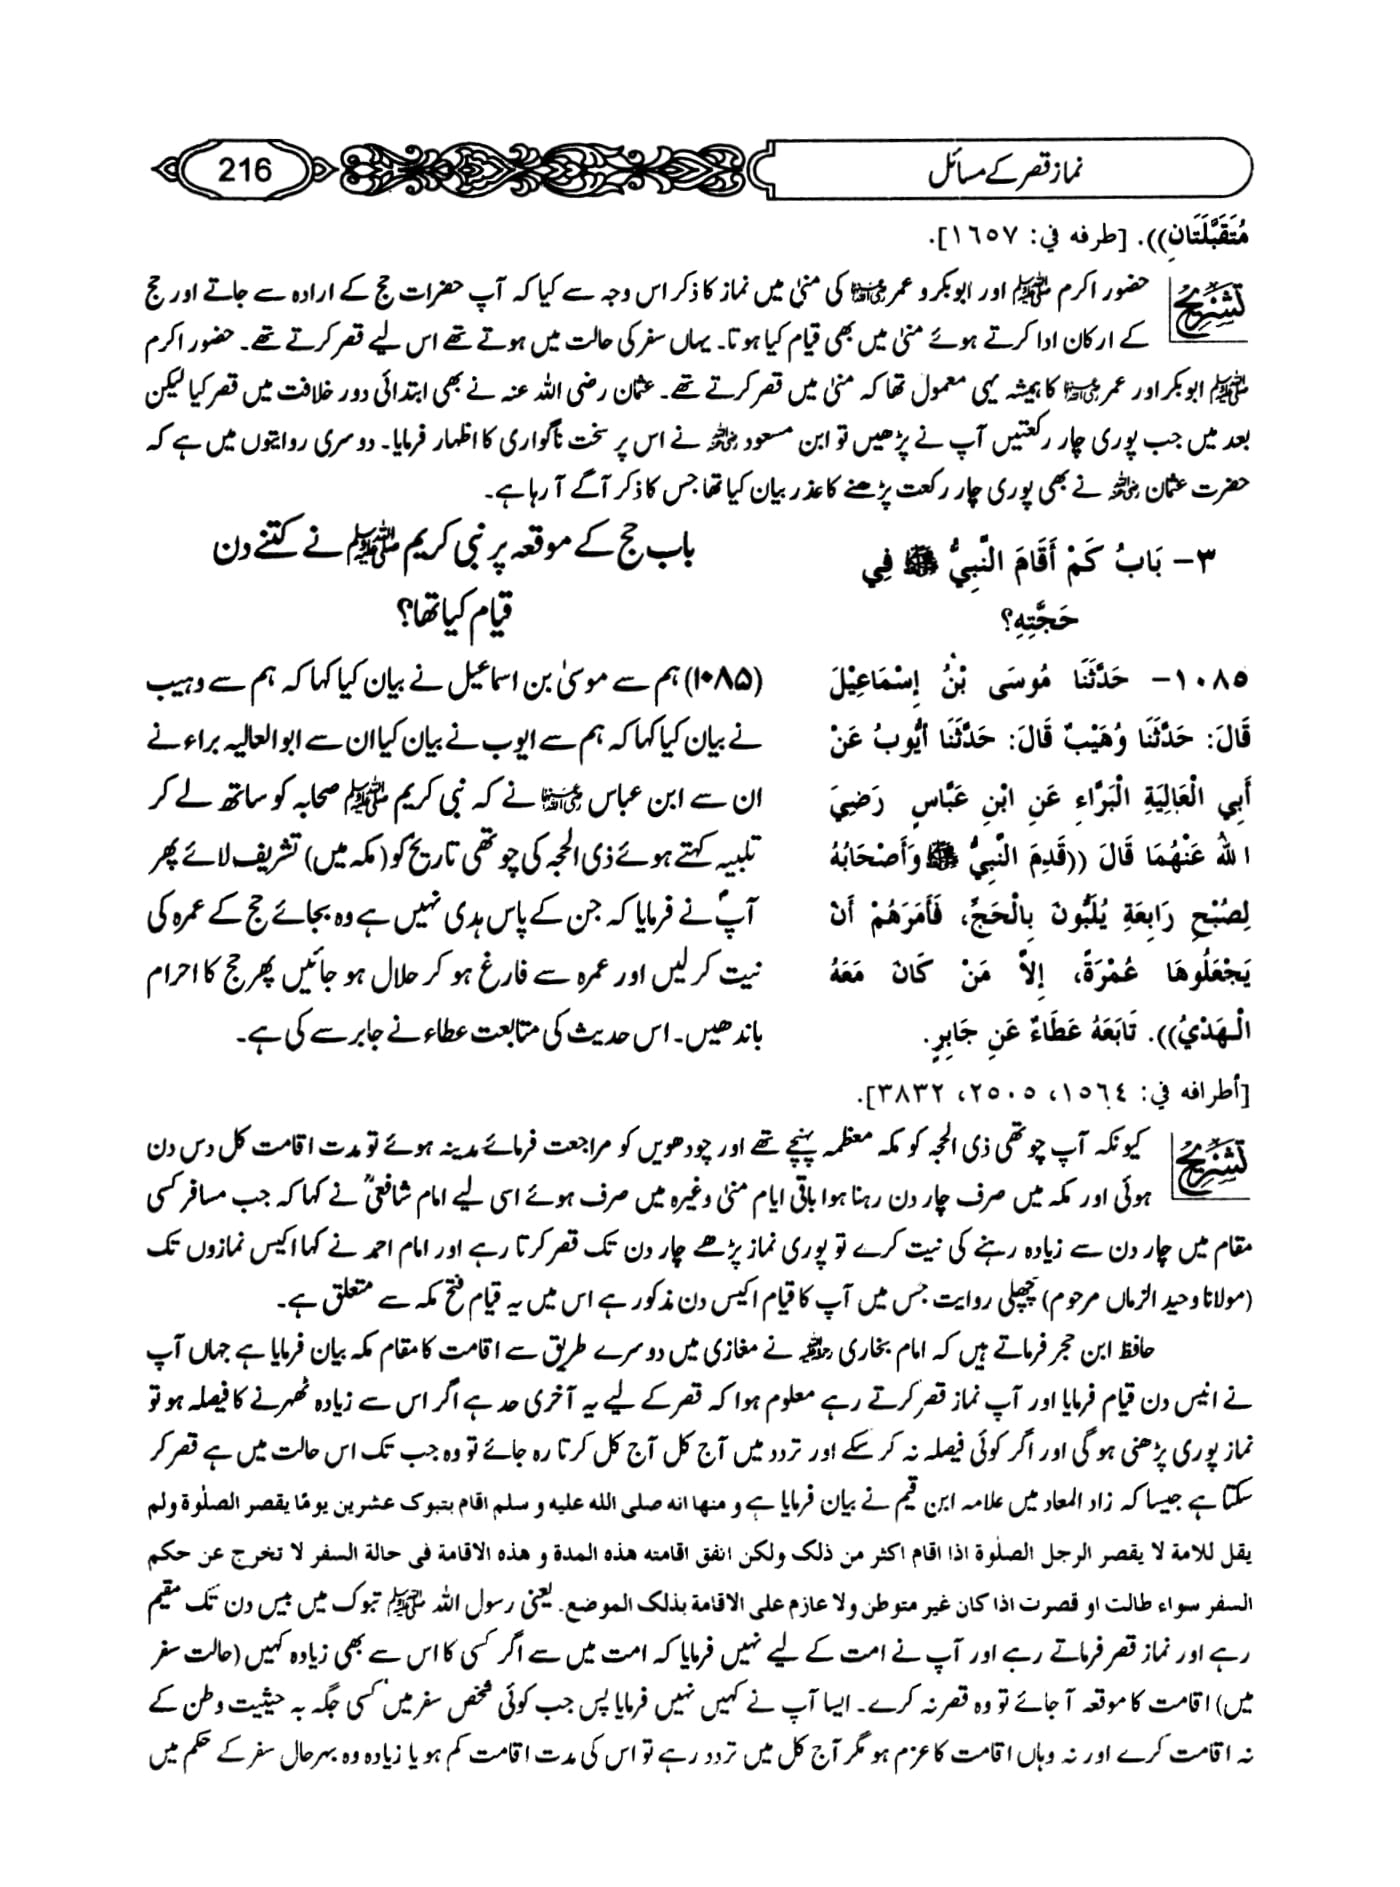 نماز قصر کے مسائل
216
مُتَقَبَّلَتَانِ)). [طرفه في: ١٦٥٧].
تشریح حضور اکرم ﷺ اور ابوبکر و عمر رضی اللہ عنہما کی منیٰ میں نماز کا ذکر اس وجہ سے کیا کہ آپ حضرات حج کے ارادہ سے جاتے اور حج
کے ارکان ادا کرتے ہوئے منیٰ میں بھی قیام کیا ہوتا۔ یہاں سفر کی حالت میں ہوتے تھے اس لیے قصر کرتے تھے۔ حضور اکرم
ﷺ ابوبکر اور عمر رضی اللہ عنہما کا ہمیشہ یہی معمول تھا کہ منیٰ میں قصر کرتے تھے۔ عثمان رضی اللہ عنہ نے بھی ابتدائی دور خلافت میں قصر کیا لیکن
بعد میں جب پوری چار رکعتیں آپ نے پڑھیں تو ابن مسعود رضی اللہ عنہ نے اس پر سخت ناگواری کا اظہار فرمایا۔ دوسری روایتوں میں ہے کہ
حضرت عثمان رضی اللہ عنہ نے بھی پوری چار رکعت پڑھنے کا عذر بیان کیا تھا جس کا ذکر آگے آ رہا ہے۔
٣- بَابُ كَمْ أَقَامَ النَّبِيُّ ﷺ فِي
حَجَّتِهِ؟
باب حج کے موقعہ پر نبی کریم ﷺ نے کتنے دن
قیام کیا تھا؟
١٠٨٥- حَدَّثَنَا مُوسَى بْنُ إِسْمَاعِيْلَ
قَالَ: حَدَّثَنَا وُهَيْبٌ قَالَ: حَدَّثَنَا أَيُّوبُ عَنْ
أَبِي الْعَالِيَةِ الْبَرَّاءِ عَنِ ابْنِ عَبَّاسٍ رَضِيَ
اللهُ عَنْهُمَا قَالَ ((قَدِمَ النَّبِيُّ ﷺ وَأَصْحَابُهُ
لِصُبْحِ رَابِعَةٍ يُلَبُّونَ بِالْحَجِّ، فَأَمَرَهُمْ أَنْ
يَجْعَلُوهَا عُمْرَةً، إِلاَّ مَنْ كَانَ مَعَهُ
الْهَدْيُ)). تَابَعَهُ عَطَاءٌ عَنِ جَابِرٍ.
[أطرافه في: ١٥٦٤، ٢٥٠٥، ٣٨٣٢].
(۱۰۸۵) ہم سے موسیٰ بن اسماعیل نے بیان کیا کہا کہ ہم سے وہیب
نے بیان کیا کہا کہ ہم سے ایوب نے بیان کیا ان سے ابو العالیہ براء نے
ان سے ابن عباس رضی اللہ عنہما نے کہ نبی کریم ﷺ صحابہ کو ساتھ لے کر
تلبیہ کہتے ہوئے ذی الحجہ کی چوتھی تاریخ کو (مکہ میں) تشریف لائے پھر
آپؐ نے فرمایا کہ جن کے پاس ہدی نہیں ہے وہ بجائے حج کے عمرہ کی
نیت کر لیں اور عمرہ سے فارغ ہو کر حلال ہو جائیں پھر حج کا احرام
باندھیں۔ اس حدیث کی متابعت عطاء نے جابر سے کی ہے۔
تشریح کیونکہ آپ چوتھی ذی الحجہ کو مکہ معظمہ پہنچے تھے اور چودھویں کو مراجعت فرمائے مدینہ ہوئے تو مدت اقامت کل دس دن
ہوئی اور مکہ میں صرف چار دن رہنا ہوا باقی ایام منیٰ وغیرہ میں صرف ہوئے اسی لیے امام شافعیؒ نے کہا کہ جب مسافر کسی
مقام میں چار دن سے زیادہ رہنے کی نیت کرے تو پوری نماز پڑھے چار دن تک قصر کرتا رہے اور امام احمد نے کہا اکیس نمازوں تک
(مولانا وحید الزماں مرحوم) پچھلی روایت جس میں آپ کا قیام اکیس دن مذکور ہے اس میں یہ قیام فتح مکہ سے متعلق ہے۔
حافظ ابن حجر فرماتے ہیں کہ امام بخاری رحمہ اللہ نے مغازی میں دوسرے طریق سے اقامت کا مقام مکہ بیان فرمایا ہے جہاں آپ
نے انیس دن قیام فرمایا اور آپ نماز قصر کرتے رہے معلوم ہوا کہ قصر کے لیے یہ آخری حد ہے اگر اس سے زیادہ ٹھہرنے کا فیصلہ ہو تو
نماز پوری پڑھنی ہو گی اور اگر کوئی فیصلہ نہ کر سکے اور تردد میں آج کل آج کل کرتا رہ جائے تو وہ جب تک اس حالت میں ہے قصر کر
سکتا ہے جیسا کہ زاد المعاد میں علامہ ابن قیم نے بیان فرمایا ہے و منها انه صلى الله عليه و سلم اقام بتبوك عشرين يومًا يقصر الصلوة ولم
يقل للامة لا يقصر الرجل الصلوة اذا اقام اكثر من ذلك ولكن انفق اقامته هذه المدة و هذه الاقامة فى حالة السفر لا تخرج عن حكم
السفر سواء طالت او قصرت اذا كان غير متوطن ولا عازم على الاقامة بذلك الموضع۔ یعنی رسول اللہ ﷺ تبوک میں بیس دن تک مقیم
رہے اور نماز قصر فرماتے رہے اور آپ نے امت کے لیے نہیں فرمایا کہ امت میں سے اگر کسی کا اس سے بھی زیادہ کہیں (حالت سفر
میں) اقامت کا موقعہ آ جائے تو وہ قصر نہ کرے۔ ایسا آپ نے کہیں نہیں فرمایا پس جب کوئی شخص سفر میں کسی جگہ بہ حیثیت وطن کے
نہ اقامت کرے اور نہ وہاں اقامت کا عزم ہو مگر آج کل میں تردد رہے تو اس کی مدت اقامت کم ہو یا زیادہ وہ بہرحال سفر کے حکم میں